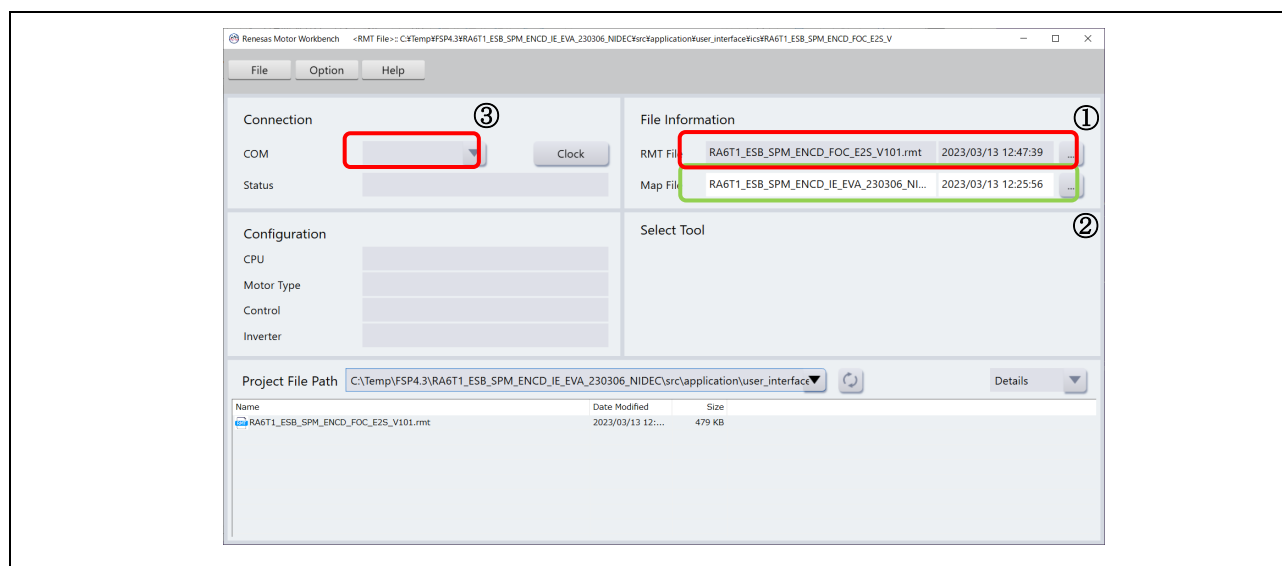 Renesas Motor Workbench <RMT File>:: C:¥Temp¥FSP4.3¥RA6T1_ESB_SPM_ENCD_IE_EVA_230306_NIDEC¥src¥application¥user_interface¥ics¥RA6T1_ESB_SPM_ENCD_FOC_E2S_V
File Option Help
Connection ③
COM Clock
Status
File Information ①
RMT File RA6T1_ESB_SPM_ENCD_FOC_E2S_V101.rmt 2023/03/13 12:47:39 ...
Map File RA6T1_ESB_SPM_ENCD_IE_EVA_230306_NI... 2023/03/13 12:25:56 ...
Configuration
CPU
Motor Type
Control
Inverter
Select Tool ②
Project File Path C:\Temp\FSP4.3\RA6T1_ESB_SPM_ENCD_IE_EVA_230306_NIDEC\src\application\user_interface Details
Name Date Modified Size
RA6T1_ESB_SPM_ENCD_FOC_E2S_V101.rmt 2023/03/13 12:... 479 KB